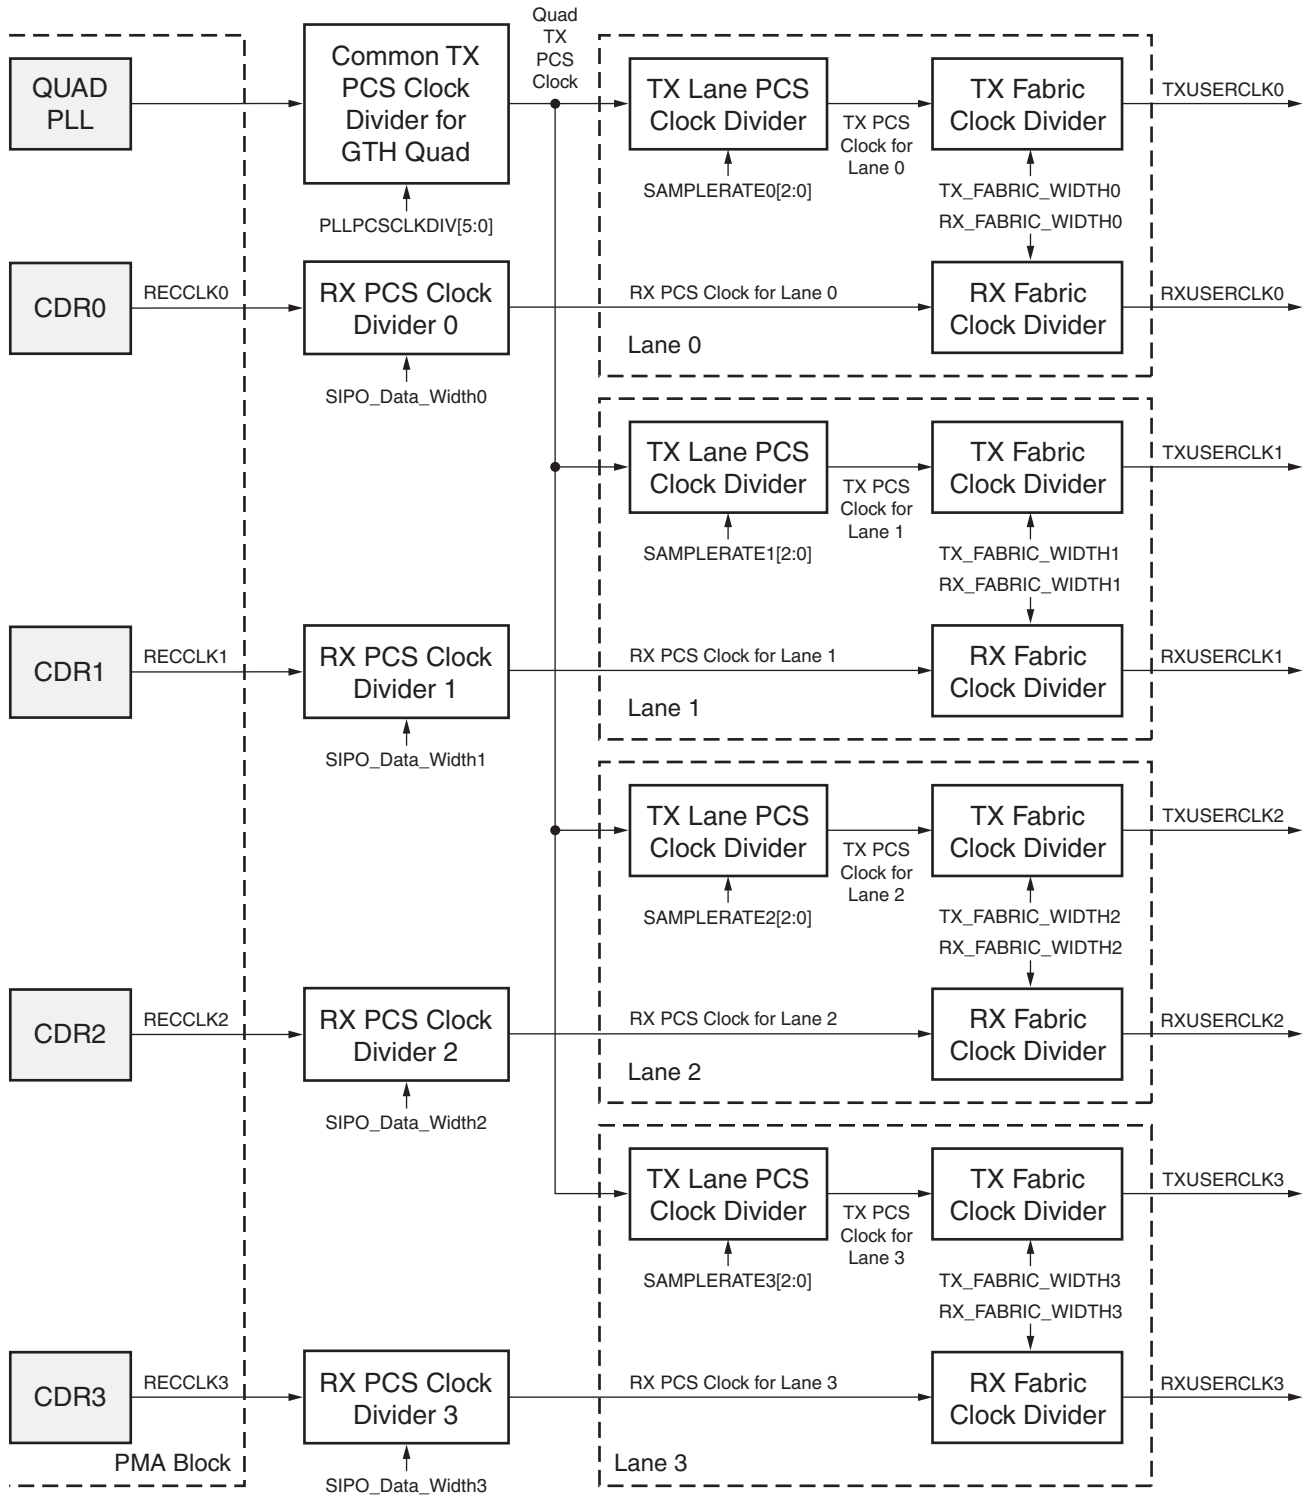 Quad
TX
PCS
Clock
QUAD
PLL
Common TX
PCS Clock
Divider for
GTH Quad
PLLPCSCLKDIV[5:0]
TX Lane PCS
Clock Divider
SAMPLERATE0[2:0]
TX PCS
Clock for
Lane 0
TX Fabric
Clock Divider
TXUSERCLK0
TX_FABRIC_WIDTH0
RX_FABRIC_WIDTH0
CDR0
RECCLK0
RX PCS Clock
Divider 0
SIPO_Data_Width0
RX PCS Clock for Lane 0
RX Fabric
Clock Divider
RXUSERCLK0
Lane 0
TX Lane PCS
Clock Divider
SAMPLERATE1[2:0]
TX PCS
Clock for
Lane 1
TX Fabric
Clock Divider
TXUSERCLK1
TX_FABRIC_WIDTH1
RX_FABRIC_WIDTH1
CDR1
RECCLK1
RX PCS Clock
Divider 1
SIPO_Data_Width1
RX PCS Clock for Lane 1
RX Fabric
Clock Divider
RXUSERCLK1
Lane 1
TX Lane PCS
Clock Divider
SAMPLERATE2[2:0]
TX PCS
Clock for
Lane 2
TX Fabric
Clock Divider
TXUSERCLK2
TX_FABRIC_WIDTH2
RX_FABRIC_WIDTH2
CDR2
RECCLK2
RX PCS Clock
Divider 2
SIPO_Data_Width2
RX PCS Clock for Lane 2
RX Fabric
Clock Divider
RXUSERCLK2
Lane 2
TX Lane PCS
Clock Divider
SAMPLERATE3[2:0]
TX PCS
Clock for
Lane 3
TX Fabric
Clock Divider
TXUSERCLK3
TX_FABRIC_WIDTH3
RX_FABRIC_WIDTH3
CDR3
RECCLK3
RX PCS Clock
Divider 3
SIPO_Data_Width3
RX PCS Clock for Lane 3
RX Fabric
Clock Divider
RXUSERCLK3
PMA Block
Lane 3